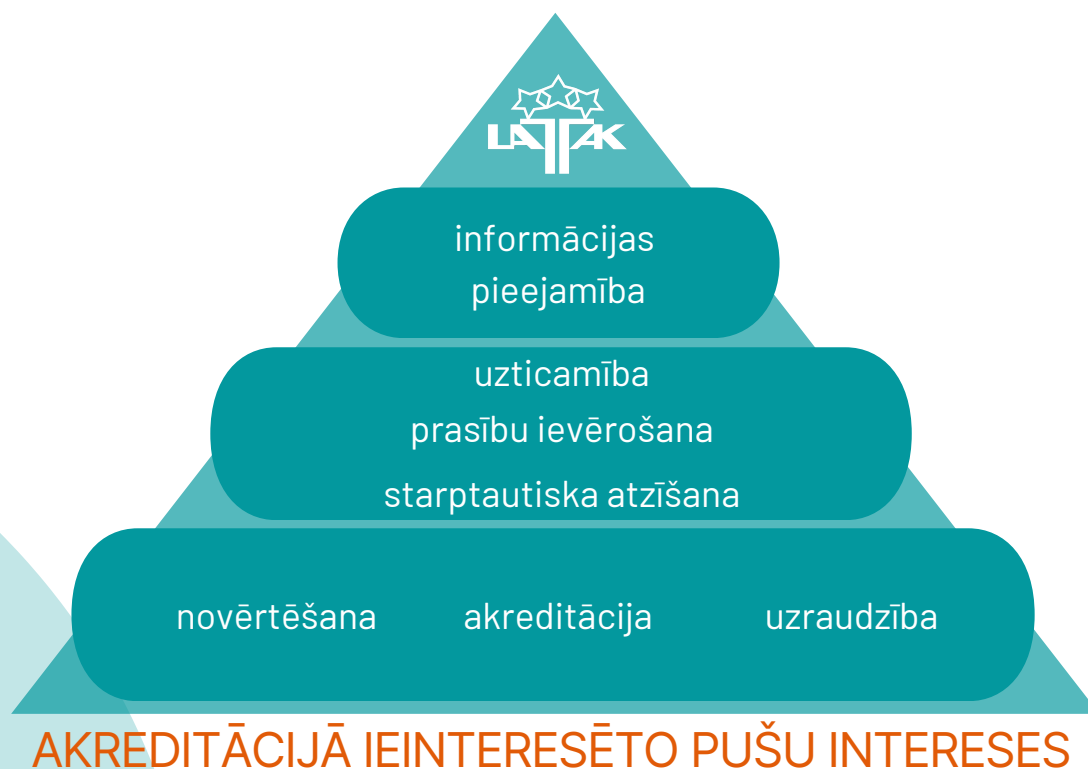 LATAK
informācijas
pieejamība
uzticamība
prasību ievērošana
starptautiska atzīšana
novērtēšana akreditācija uzraudzība
AKREDITĀCIJĀ IEINTERESĒTO PUŠU INTERESES